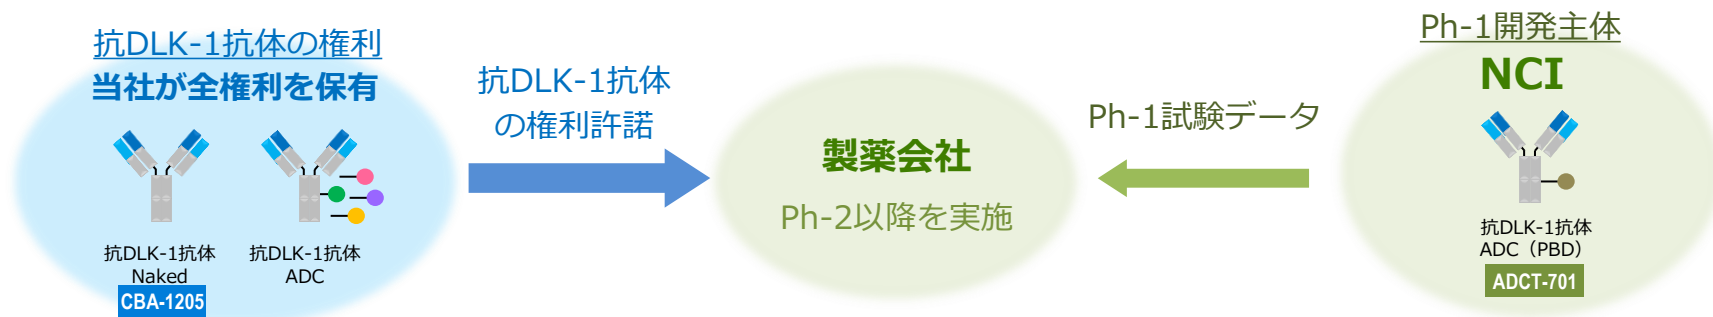 抗DLK-1抗体の権利
当社が全権利を保有
抗DLK-1抗体
Naked
CBA-1205
抗DLK-1抗体
ADC
抗DLK-1抗体
の権利許諾
製薬会社
Ph-2以降を実施
Ph-1試験データ
Ph-1開発主体
NCI
抗DLK-1抗体
ADC（PBD）
ADCT-701